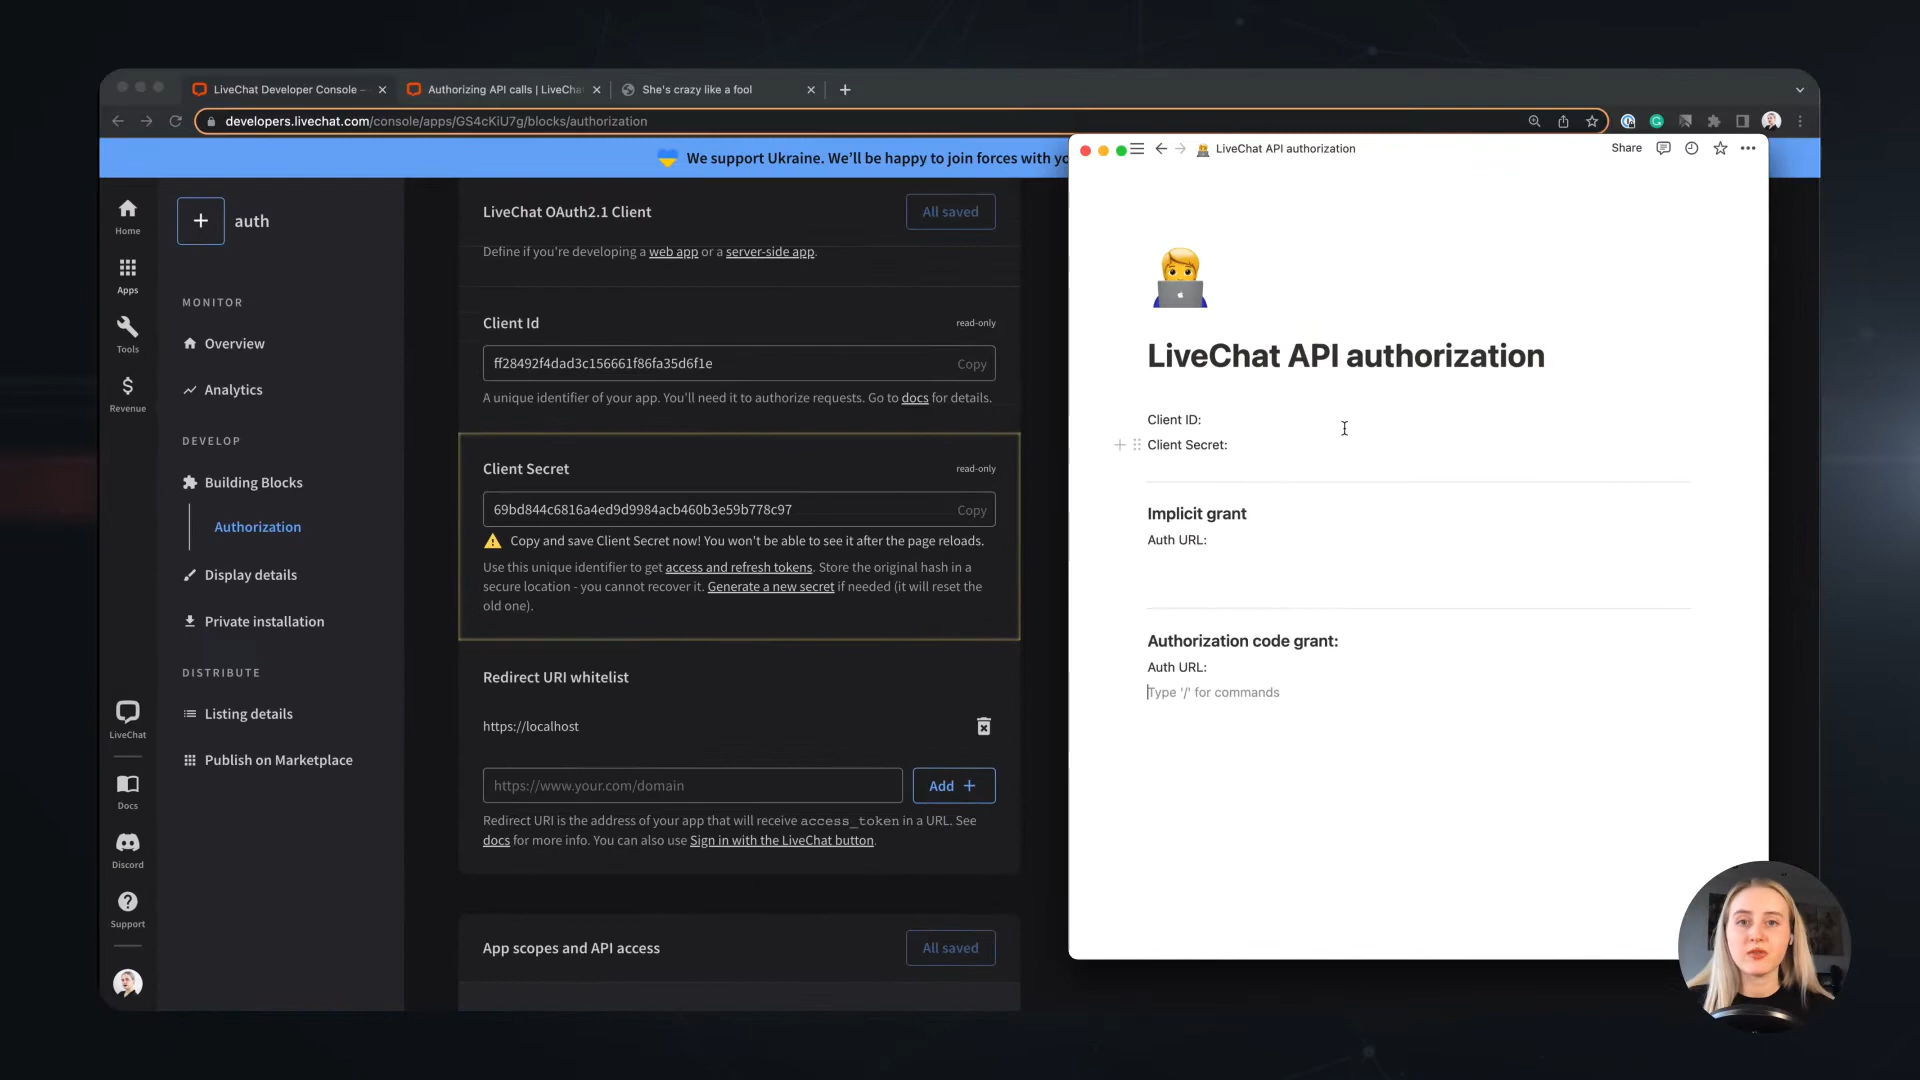 LiveChat Developer Console –
Authorizing API calls | LiveCha
She's crazy like a fool
developers.livechat.com/console/apps/GS4cKiU7g/blocks/authorization
We support Ukraine. We'll be happy to join forces with yo
Home
Apps
Tools
Revenue
LiveChat
Docs
Discord
Support
auth
MONITOR
Overview
Analytics
DEVELOP
Building Blocks
Authorization
Display details
Private installation
DISTRIBUTE
Listing details
Publish on Marketplace
LiveChat OAuth2.1 Client
All saved
Define if you're developing a web app or a server-side app.
Client Id
read-only
ff28492f4dad3c156661f86fa35d6f1e
Copy
A unique identifier of your app. You'll need it to authorize requests. Go to docs for details.
Client Secret
read-only
69bd844c6816a4ed9d9984acb460b3e59b778c97
Copy
Copy and save Client Secret now! You won't be able to see it after the page reloads.
Use this unique identifier to get access and refresh tokens. Store the original hash in a
secure location - you cannot recover it. Generate a new secret if needed (it will reset the
old one).
Redirect URI whitelist
https://localhost
https://www.your.com/domain
Add +
Redirect URI is the address of your app that will receive access_token in a URL. See
docs for more info. You can also use Sign in with the LiveChat button.
App scopes and API access
All saved
LiveChat API authorization
Share
LiveChat API authorization
Client ID:
Client Secret:
Implicit grant
Auth URL:
Authorization code grant:
Auth URL:
Type '/' for commands